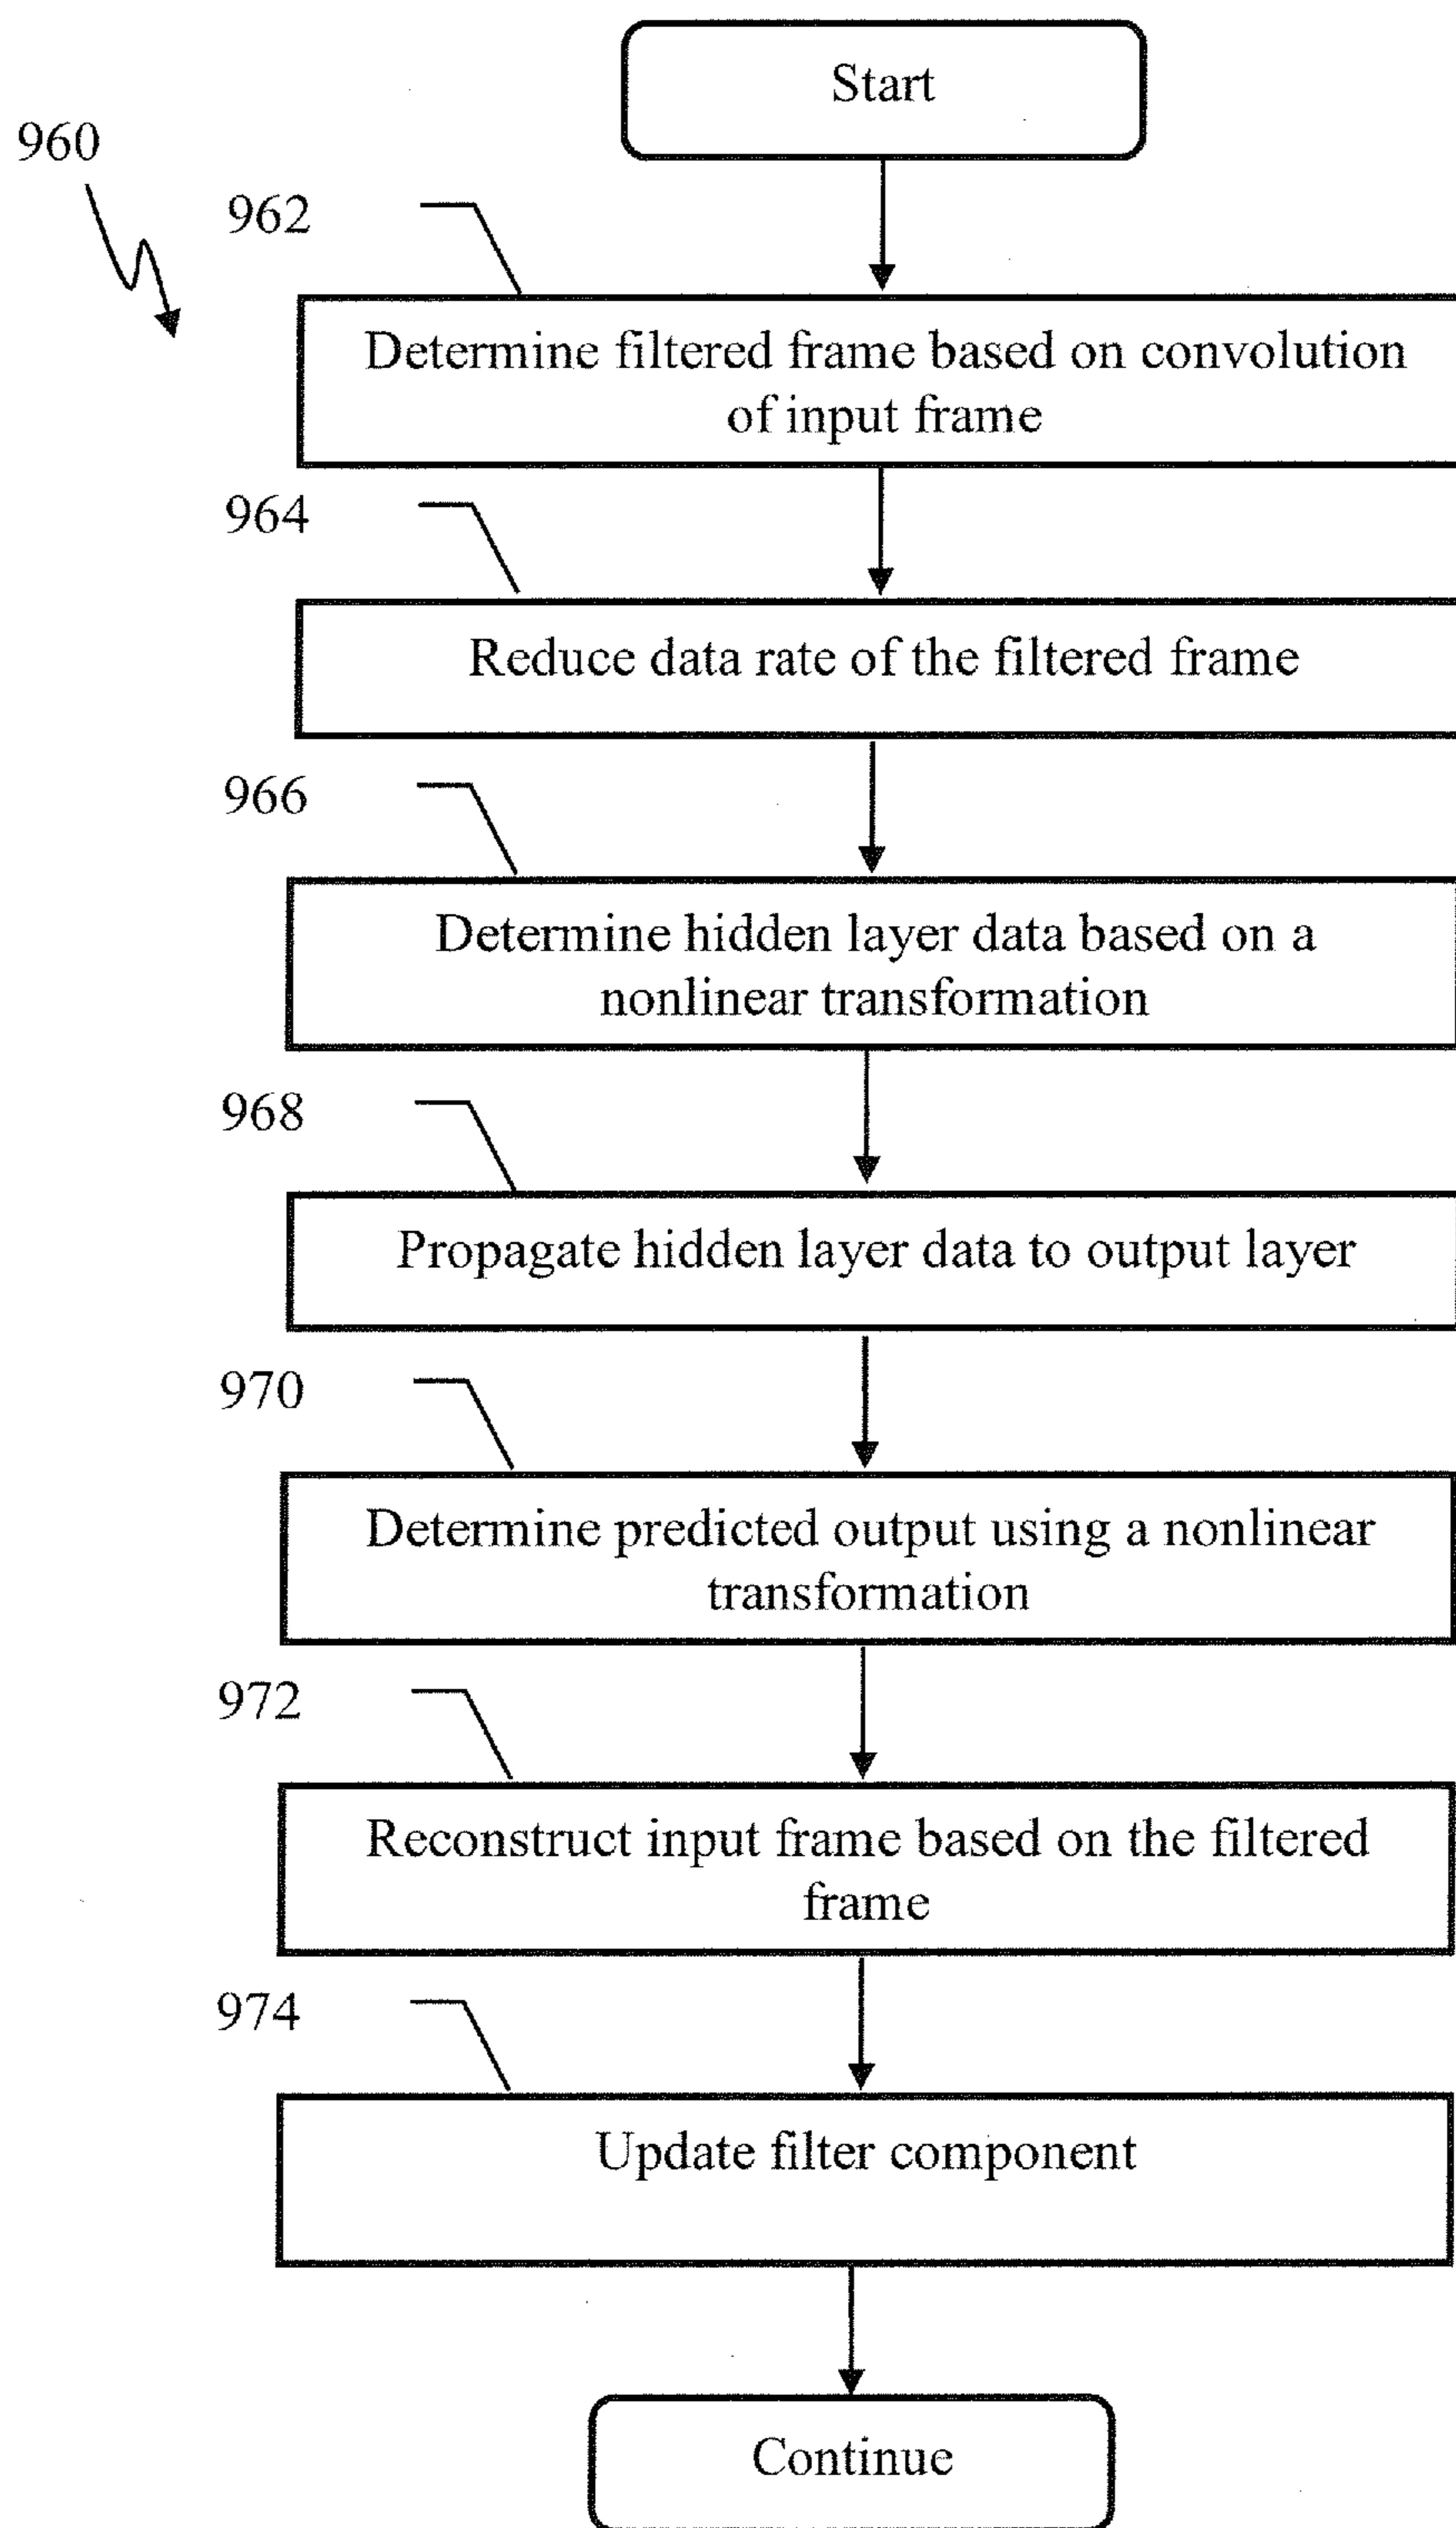 Start
960
962
Determine filtered frame based on convolution
of input frame
964
Reduce data rate of the filtered frame
966
Determine hidden layer data based on a
nonlinear transformation
968
Propagate hidden layer data to output layer
970
Determine predicted output using a nonlinear
transformation
972
Reconstruct input frame based on the filtered
frame
974
Update filter component
Continue